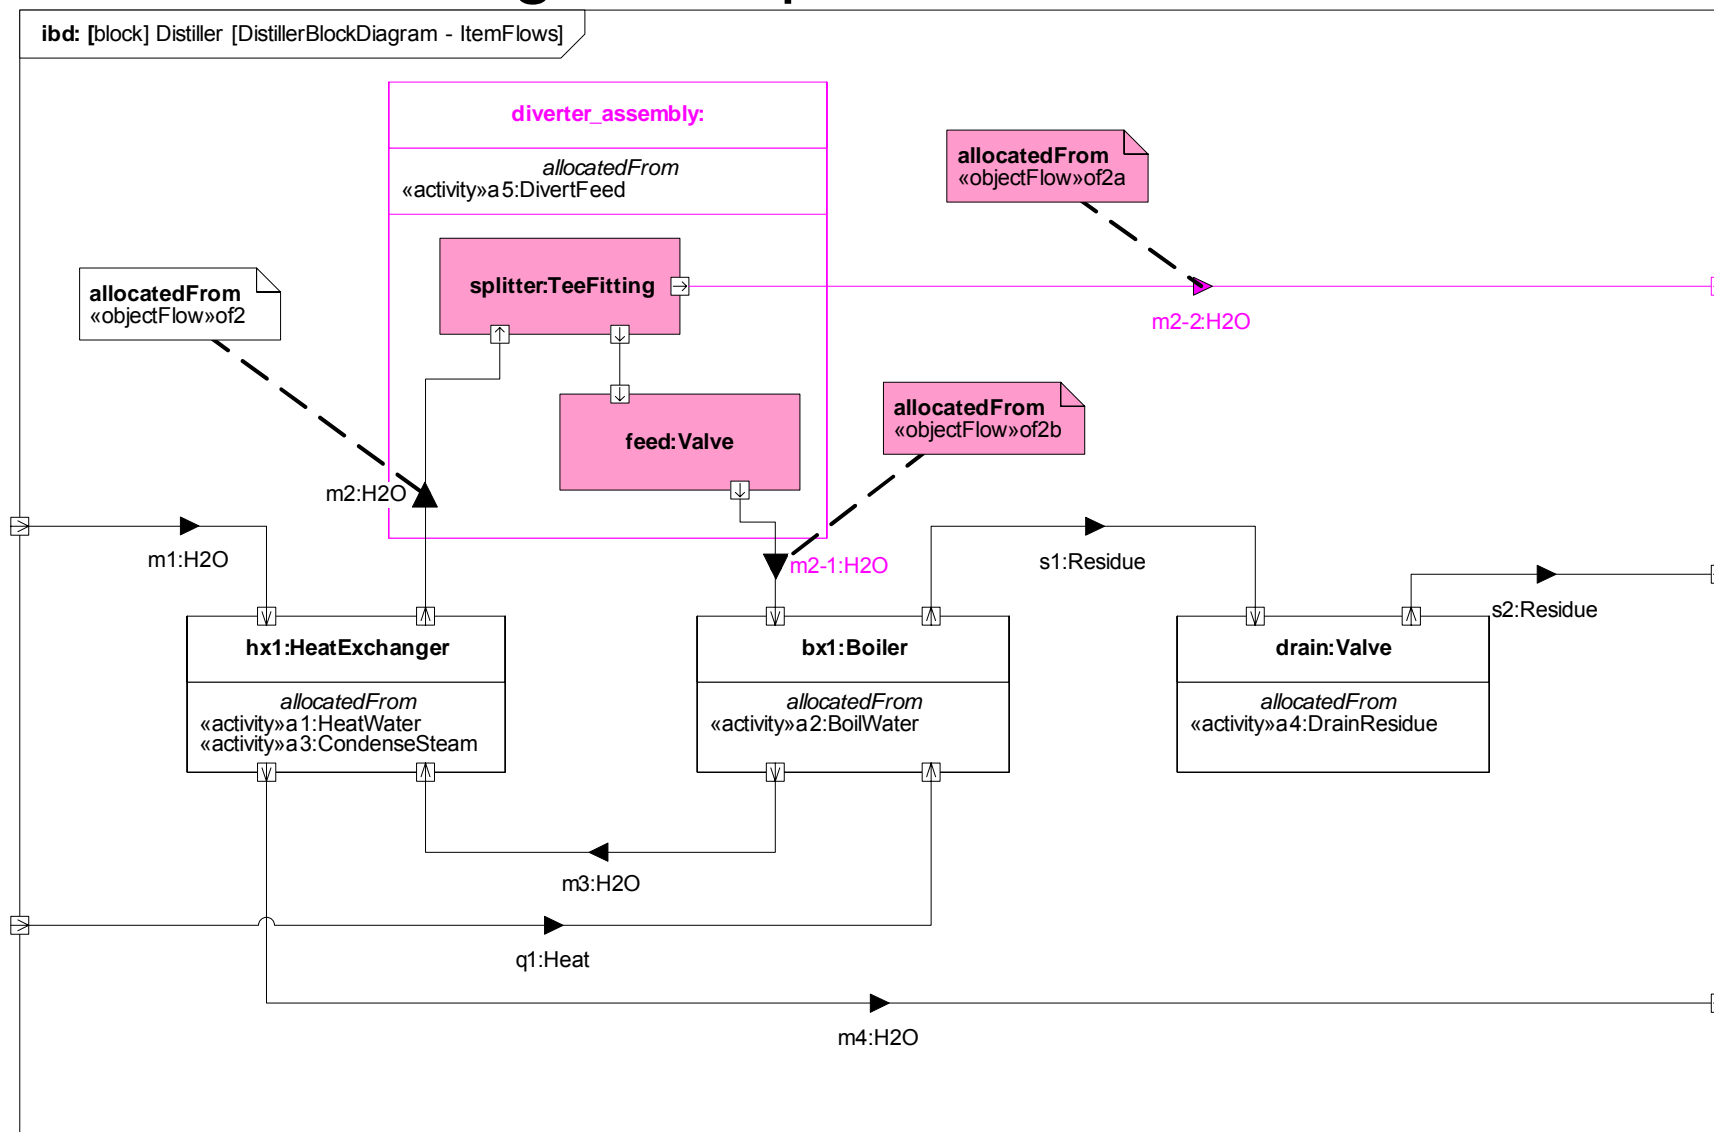 ibd: [block] Distiller [DistillerBlockDiagram - ItemFlows]
diverter_assembly:
allocatedFrom
«activity»a5:DivertFeed
allocatedFrom
«objectFlow»of2a
splitter:TeeFitting
allocatedFrom
«objectFlow»of2
m2-2:H2O
allocatedFrom
«objectFlow»of2b
feed:Valve
m2:H2O
m1:H2O
m2-1:H2O
s1:Residue
s2:Residue
hx1:HeatExchanger
allocatedFrom
«activity»a1:HeatWater
«activity»a3:CondenseSteam
bx1:Boiler
allocatedFrom
«activity»a2:BoilWater
drain:Valve
allocatedFrom
«activity»a4:DrainResidue
m3:H2O
q1:Heat
m4:H2O